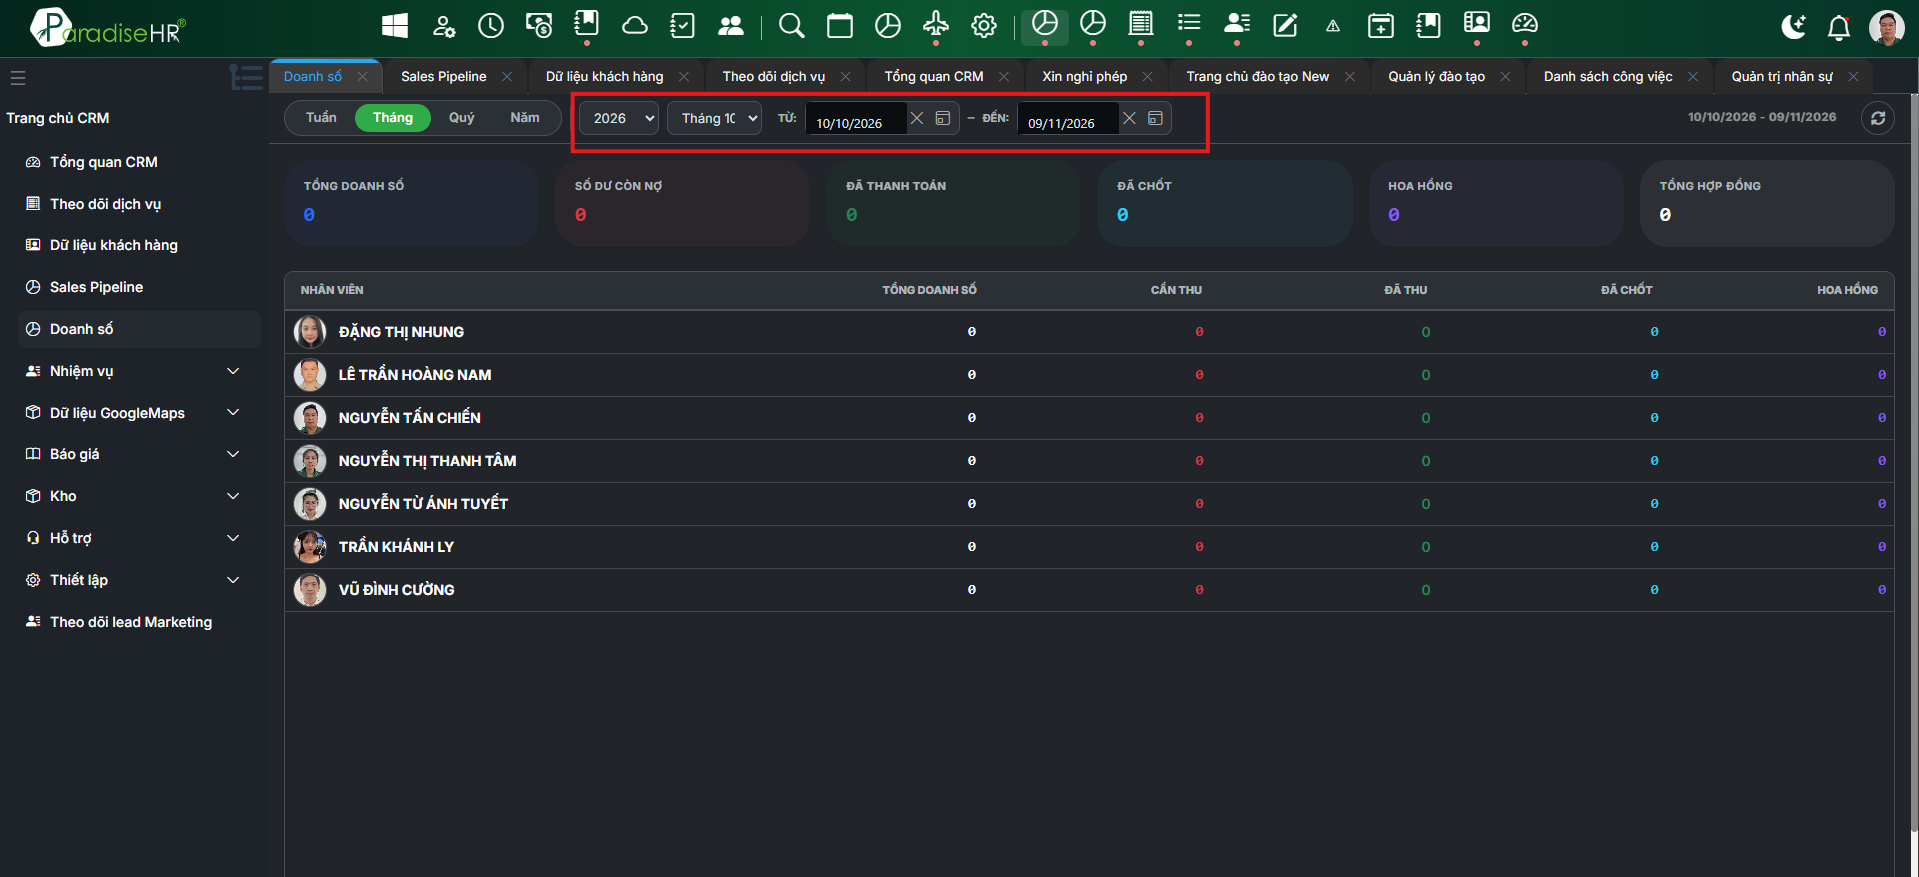 ParadiseHR®
Doanh số
Sales Pipeline
Dữ liệu khách hàng
Theo dõi dịch vụ
Tổng quan CRM
Xin nghỉ phép
Trang chủ đào tạo New
Quản lý đào tạo
Danh sách công việc
Quản trị nhân sự
Trang chủ CRM
Tổng quan CRM
Theo dõi dịch vụ
Dữ liệu khách hàng
Sales Pipeline
Doanh số
Nhiệm vụ
Dữ liệu GoogleMaps
Báo giá
Kho
Hỗ trợ
Thiết lập
Theo dõi lead Marketing
Tuần Tháng Quý Năm
2026 Tháng 10 TỪ: 10/10/2026 – ĐẾN: 09/11/2026
10/10/2026 - 09/11/2026
TỔNG DOANH SỐ
0
SỐ DƯ CÒN NỢ
0
ĐÃ THANH TOÁN
0
ĐÃ CHỐT
0
HOA HỒNG
0
TỔNG HỢP ĐỒNG
0
NHÂN VIÊN TỔNG DOANH SỐ CẦN THU ĐÃ THU ĐÃ CHỐT HOA HỒNG
ĐẶNG THỊ NHUNG 0 0 0 0 0
LÊ TRẦN HOÀNG NAM 0 0 0 0 0
NGUYỄN TẤN CHIẾN 0 0 0 0 0
NGUYỄN THỊ THANH TÂM 0 0 0 0 0
NGUYỄN TỪ ÁNH TUYẾT 0 0 0 0 0
TRẦN KHÁNH LY 0 0 0 0 0
VŨ ĐÌNH CƯỜNG 0 0 0 0 0